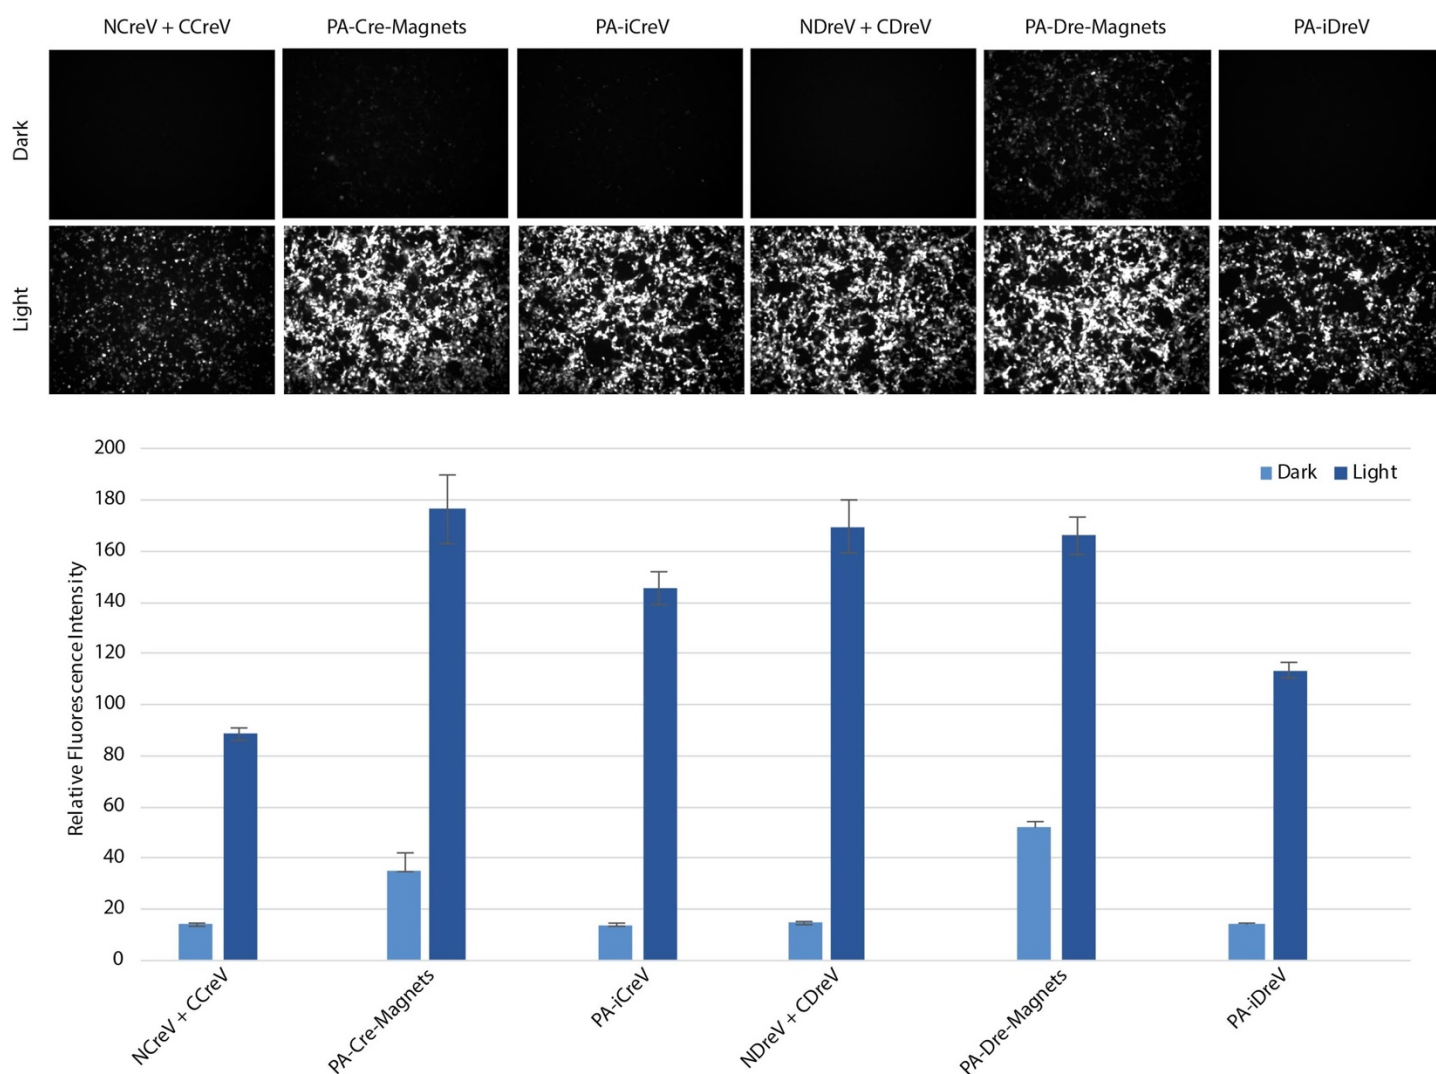 NCreV + CCreV PA-Cre-Magnets PA-iCreV NDreV + CDreV PA-Dre-Magnets PA-iDreV
Dark
Light
200
Dark Light
180
160
140
120
100
80
60
40
20
0
Relative Fluorescence Intensity
NCreV + CCreV
PA-Cre-Magnets
PA-iCreV
NDreV + CDreV
PA-Dre-Magnets
PA-iDreV